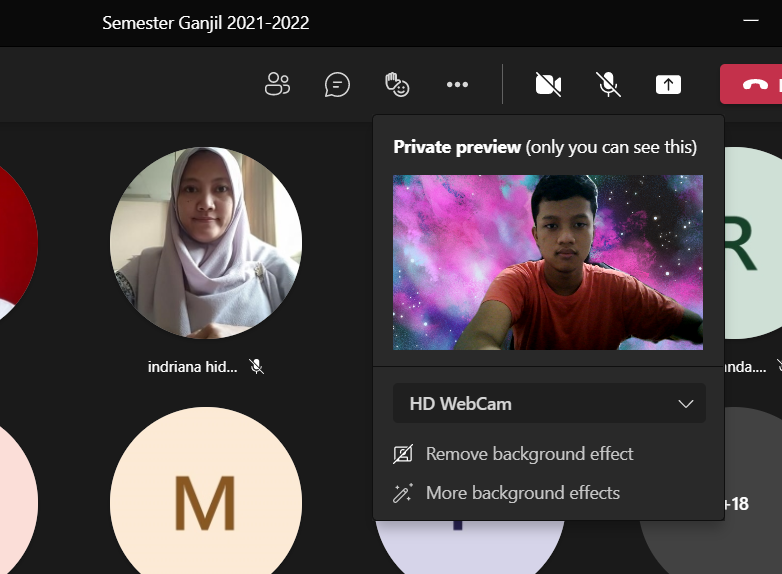 Semester Ganjil 2021-2022
Private preview (only you can see this)
R
indriana hid...
nda....
HD WebCam
Remove background effect
More background effects
M
+18